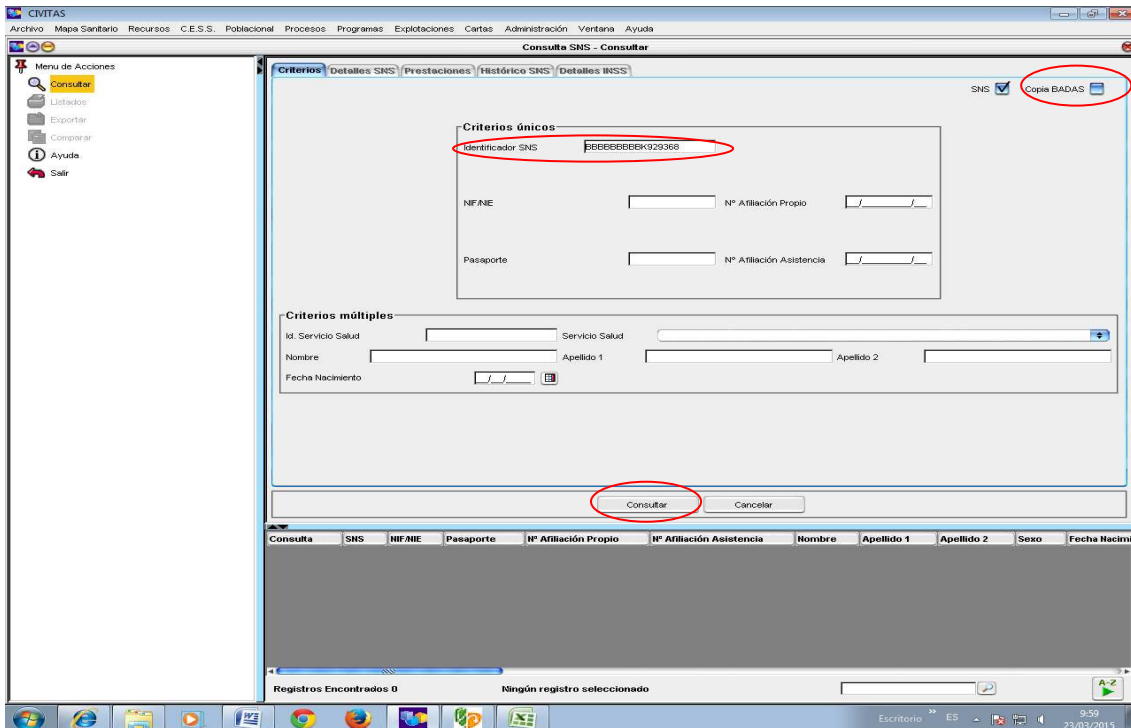 CIVITAS
Archivo Mapa Sanitario Recursos C.E.S.S. Poblacional Procesos Programas Explotaciones Cartas Administración Ventana Ayuda
Consulta SNS - Consultar
Menu de Acciones
Consultar
Listados
Exportar
Comparar
Ayuda
Salir
Criterios Detalles SNS Prestaciones Histórico SNS Detalles INSS
SNS Copia BADAS
Criterios únicos
Identificador SNS BBBBBBBBBK929368
NIF/NIE Nº Afiliación Propio
Pasaporte Nº Afiliación Asistencia
Criterios múltiples
Id. Servicio Salud Servicio Salud
Nombre Apellido 1 Apellido 2
Fecha Nacimiento
Consultar Cancelar
Consulta SNS NIF/NIE Pasaporte Nº Afiliación Propio Nº Afiliación Asistencia Nombre Apellido 1 Apellido 2 Sexo Fecha Nacimi
Registros Encontrados 0 Ningún registro seleccionado A-Z
Escritorio ES 9:59
23/03/2015